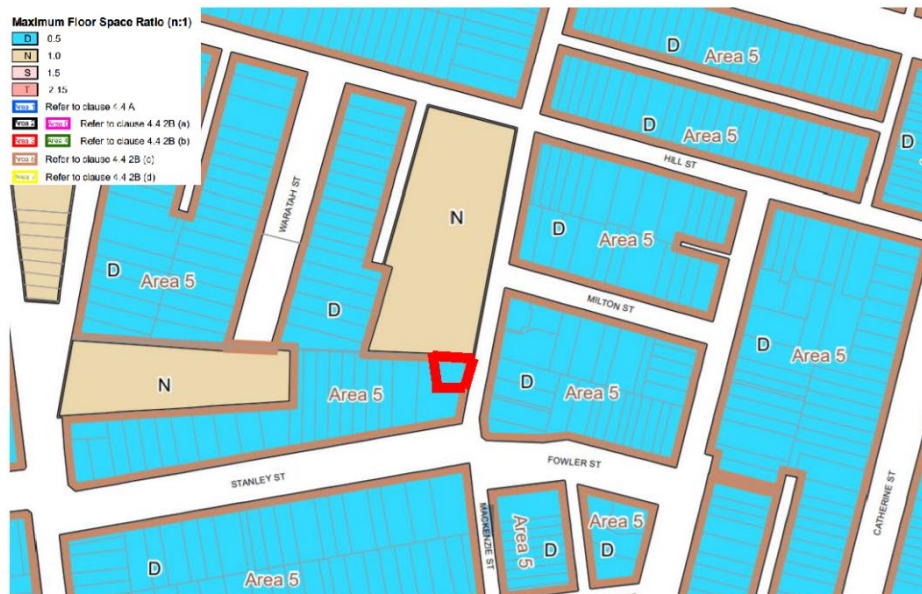 Maximum Floor Space Ratio (n:1)
D 0.5
N 1.0
S 1.5
T 2.15
Refer to clause 4.4 A
Refer to clause 4.4 2B (a)
Refer to clause 4.4 2B (b)
Refer to clause 4.4 2B (c)
Refer to clause 4.4 2B (d)
D Area 5
D Area 5
HILL ST
WARATAH ST
N
D Area 5
D Area 5
D
MILTON ST
D Area 5
N
Area 5
D Area 5
FOWLER ST
STANLEY ST
CATHERINE ST
MACKENZIE ST
Area 5 D
Area 5 D
D Area 5